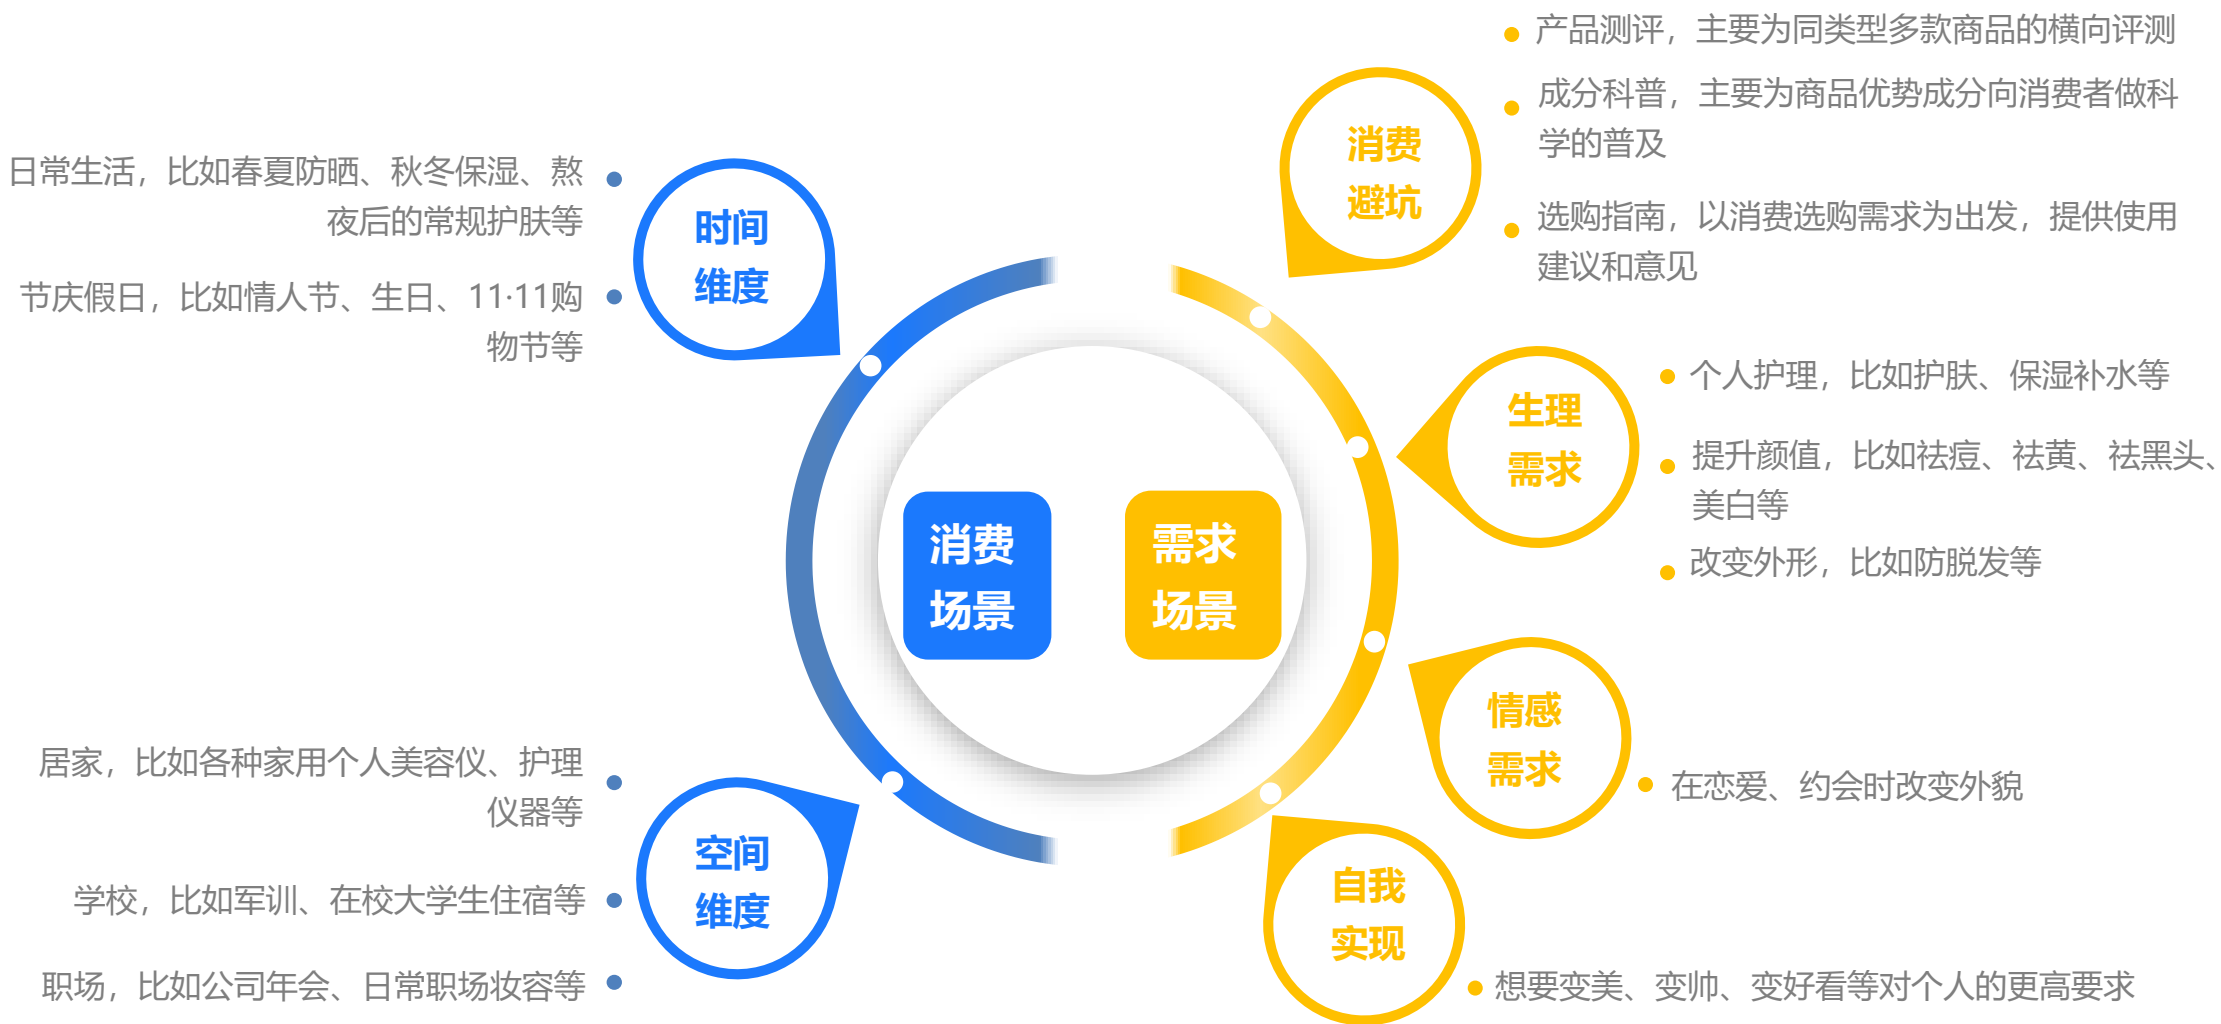 日常生活，比如春夏防晒、秋冬保湿、熬
夜后的常规护肤等
节庆假日，比如情人节、生日、11·11购
物节等
时间
维度
居家，比如各种家用个人美容仪、护理
仪器等
学校，比如军训、在校大学生住宿等
职场，比如公司年会、日常职场妆容等
空间
维度
消费
场景
需求
场景
消费
避坑
产品测评，主要为同类型多款商品的横向评测
成分科普，主要为商品优势成分向消费者做科
学的普及
选购指南，以消费选购需求为出发，提供使用
建议和意见
生理
需求
个人护理，比如护肤、保湿补水等
提升颜值，比如祛痘、祛黄、祛黑头、
美白等
改变外形，比如防脱发等
情感
需求
在恋爱、约会时改变外貌
自我
实现
想要变美、变帅、变好看等对个人的更高要求